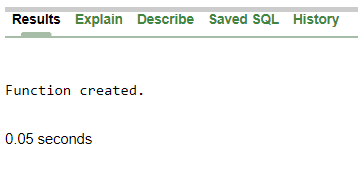 Results Explain Describe Saved SQL History
Function created.
0.05 seconds